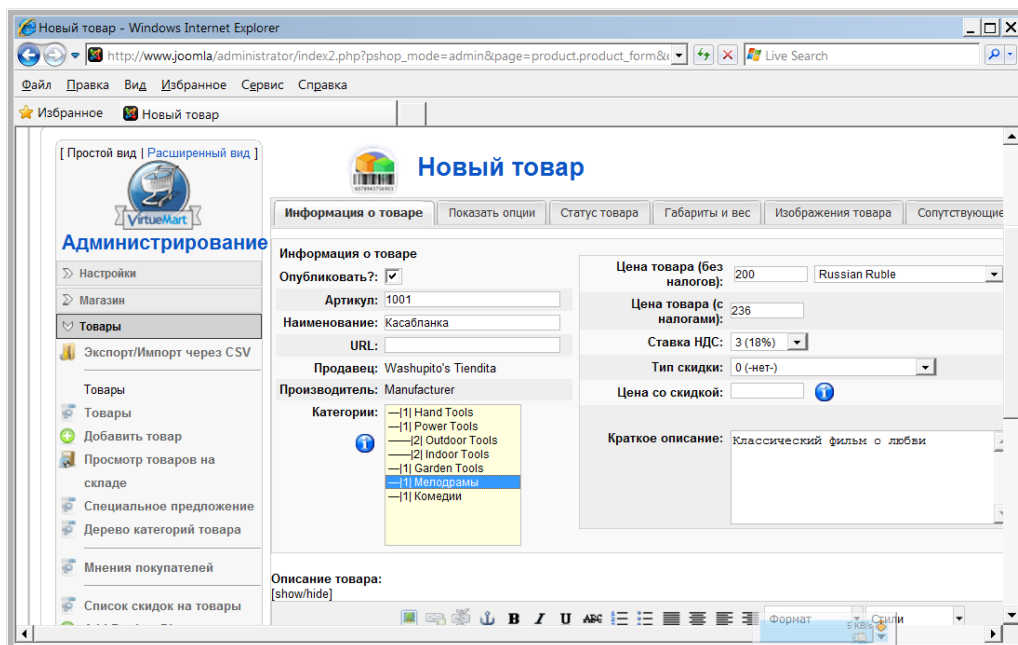 Новый товар - Windows Internet Explorer
http://www.joomla/administrator/index2.php?pshop_mode=admin&page=product.product_form&
Live Search
Файл Правка Вид Избранное Сервис Справка
Избранное Новый товар
[ Простой вид | Расширенный вид ]
VirtueMart
Администрирование
Настройки
Магазин
Товары
Экспорт/Импорт через CSV
Товары
Товары
Добавить товар
Просмотр товаров на
складе
Специальное предложение
Дерево категорий товара
Мнения покупателей
Список скидок на товары
Новый товар
Информация о товаре Показать опции Статус товара Габариты и вес Изображения товара Сопутствующие
Информация о товаре
Опубликовать?:
Артикул: 1001
Наименование: Касабланка
URL:
Продавец: Washupito's Tiendita
Производитель: Manufacturer
Категории:
—|1| Hand Tools
—|1| Power Tools
——|2| Outdoor Tools
——|2| Indoor Tools
—|1| Garden Tools
—|1| Мелодрамы
—|1| Комедии
Цена товара (без
налогов): 200 Russian Ruble
Цена товара (с
налогами): 236
Ставка НДС: 3 (18%)
Тип скидки: 0 (-нет-)
Цена со скидкой:
Краткое описание: Классический фильм о любви
Описание товара:
[show/hide]
B I U ABC Формат Стили
5 KB/s